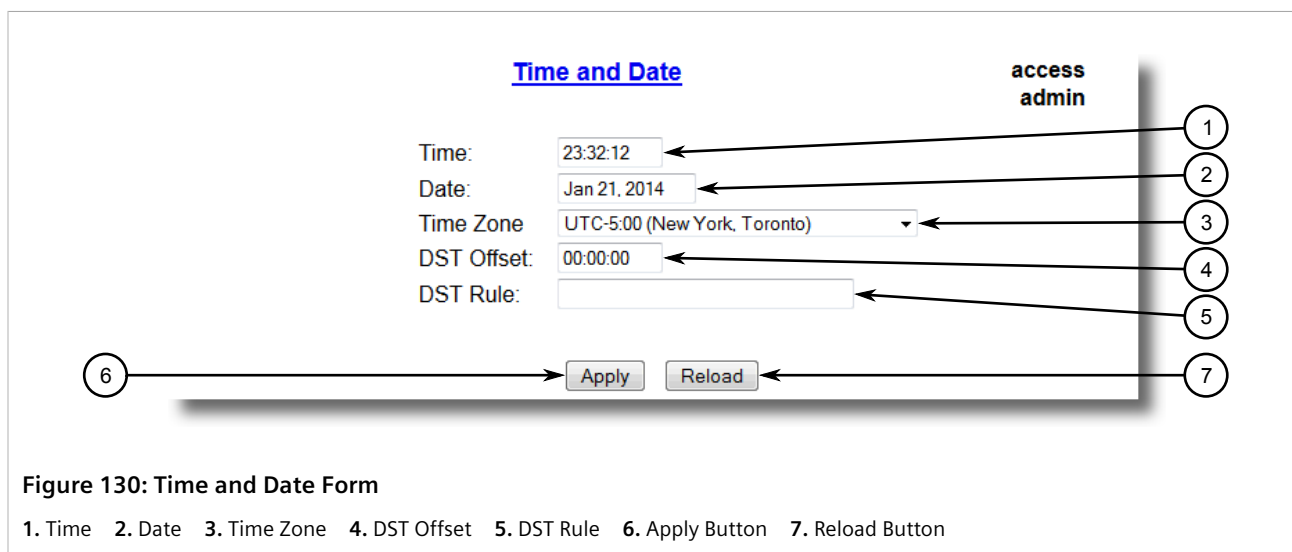 Time and Date
access
admin
Time: 23:32:12
1
Date: Jan 21, 2014
2
Time Zone UTC-5:00 (New York, Toronto)
3
DST Offset: 00:00:00
4
DST Rule:
5
6 Apply Reload 7
Figure 130: Time and Date Form
1. Time 2. Date 3. Time Zone 4. DST Offset 5. DST Rule 6. Apply Button 7. Reload Button